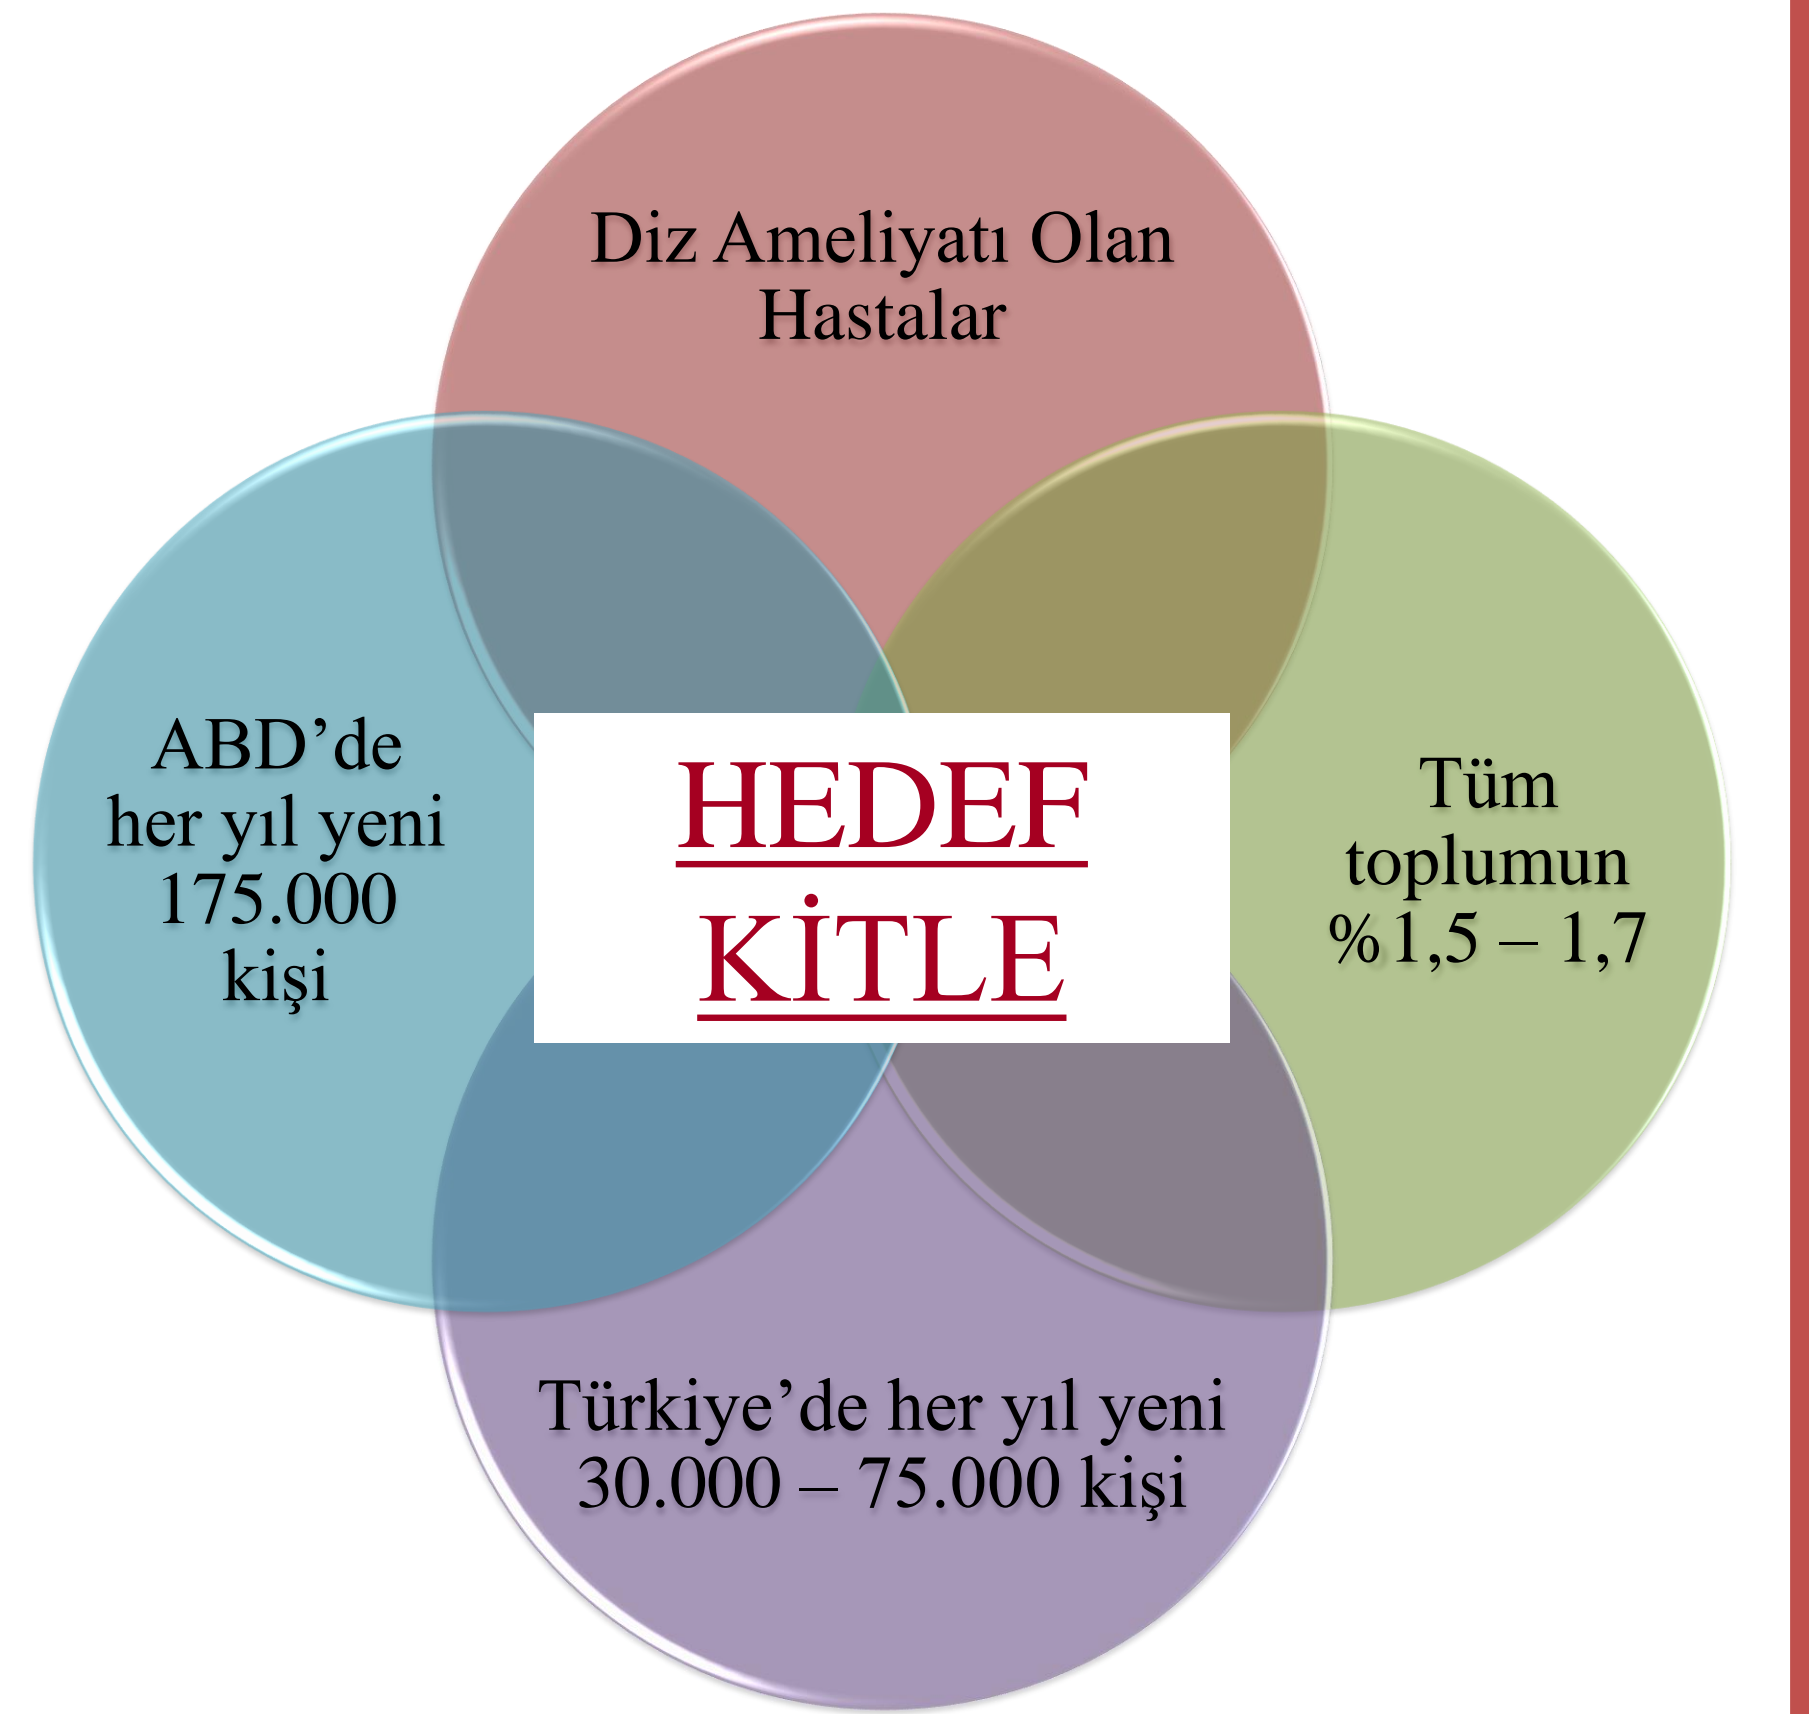 Diz Ameliyatı Olan
Hastalar
ABD’de
her yıl yeni
175.000
kişi
HEDEF
KİTLE
Tüm
toplumun
%1,5 – 1,7
Türkiye’de her yıl yeni
30.000 – 75.000 kişi